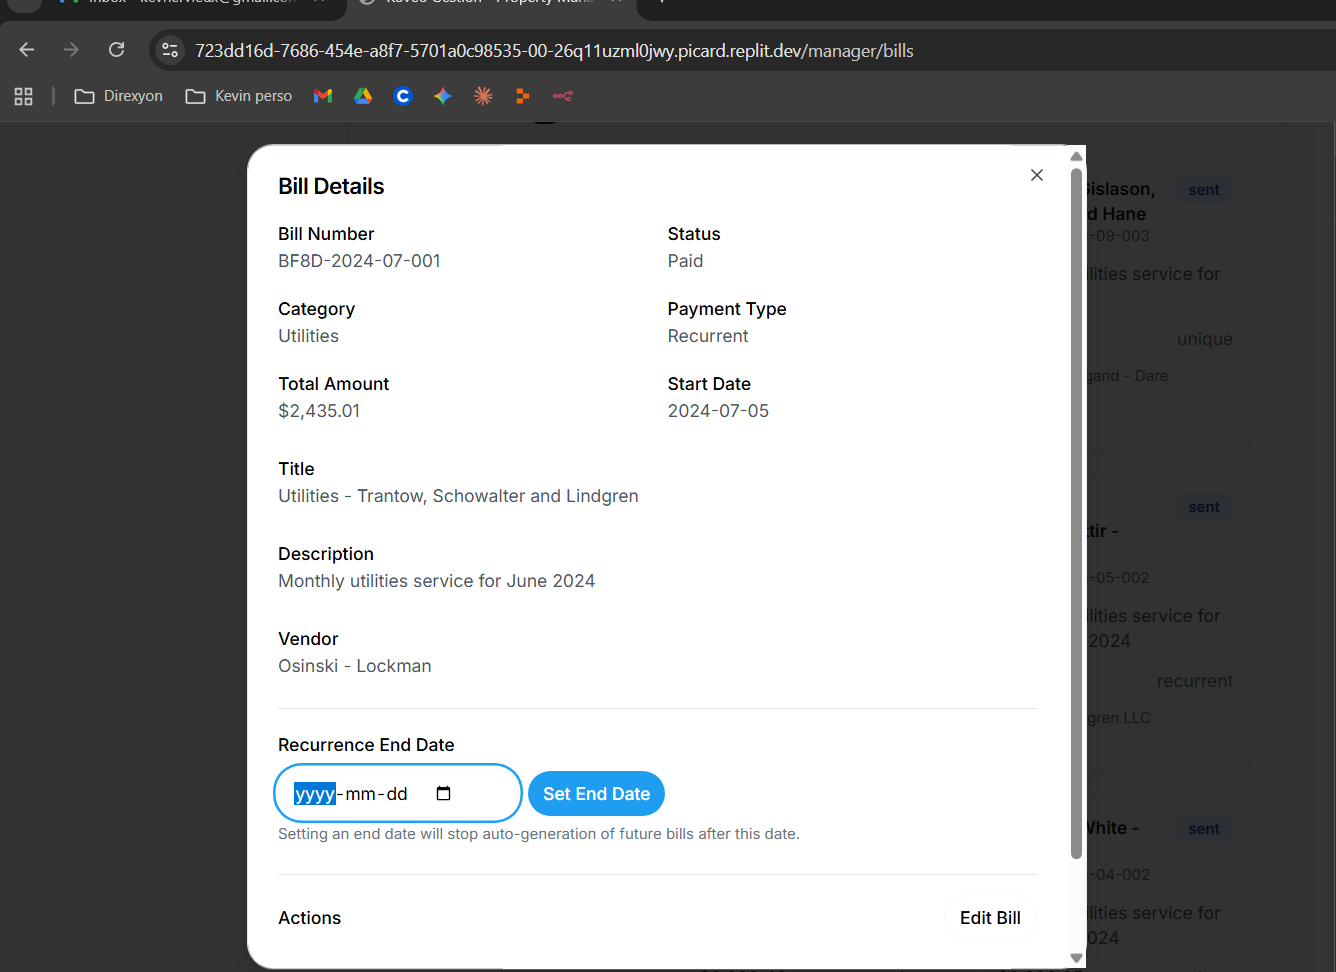 723dd16d-7686-454e-a8f7-5701a0c98535-00-26q11uzml0jwy.picard.replit.dev/manager/bills
Direxyon
Kevin perso
Bill Details
Bill Number
BF8D-2024-07-001
Status
Paid
Category
Utilities
Payment Type
Recurrent
Total Amount
$2,435.01
Start Date
2024-07-05
Title
Utilities - Trantow, Schowalter and Lindgren
Description
Monthly utilities service for June 2024
Vendor
Osinski - Lockman
Recurrence End Date
yyyy-mm-dd
Set End Date
Setting an end date will stop auto-generation of future bills after this date.
Actions
Edit Bill
Gislason,
sent
d Hane
-09-003
ilities service for
unique
gand - Dare
sent
ttir -
-05-002
ilities service for
2024
recurrent
gren LLC
White -
sent
-04-002
ilities service for
024